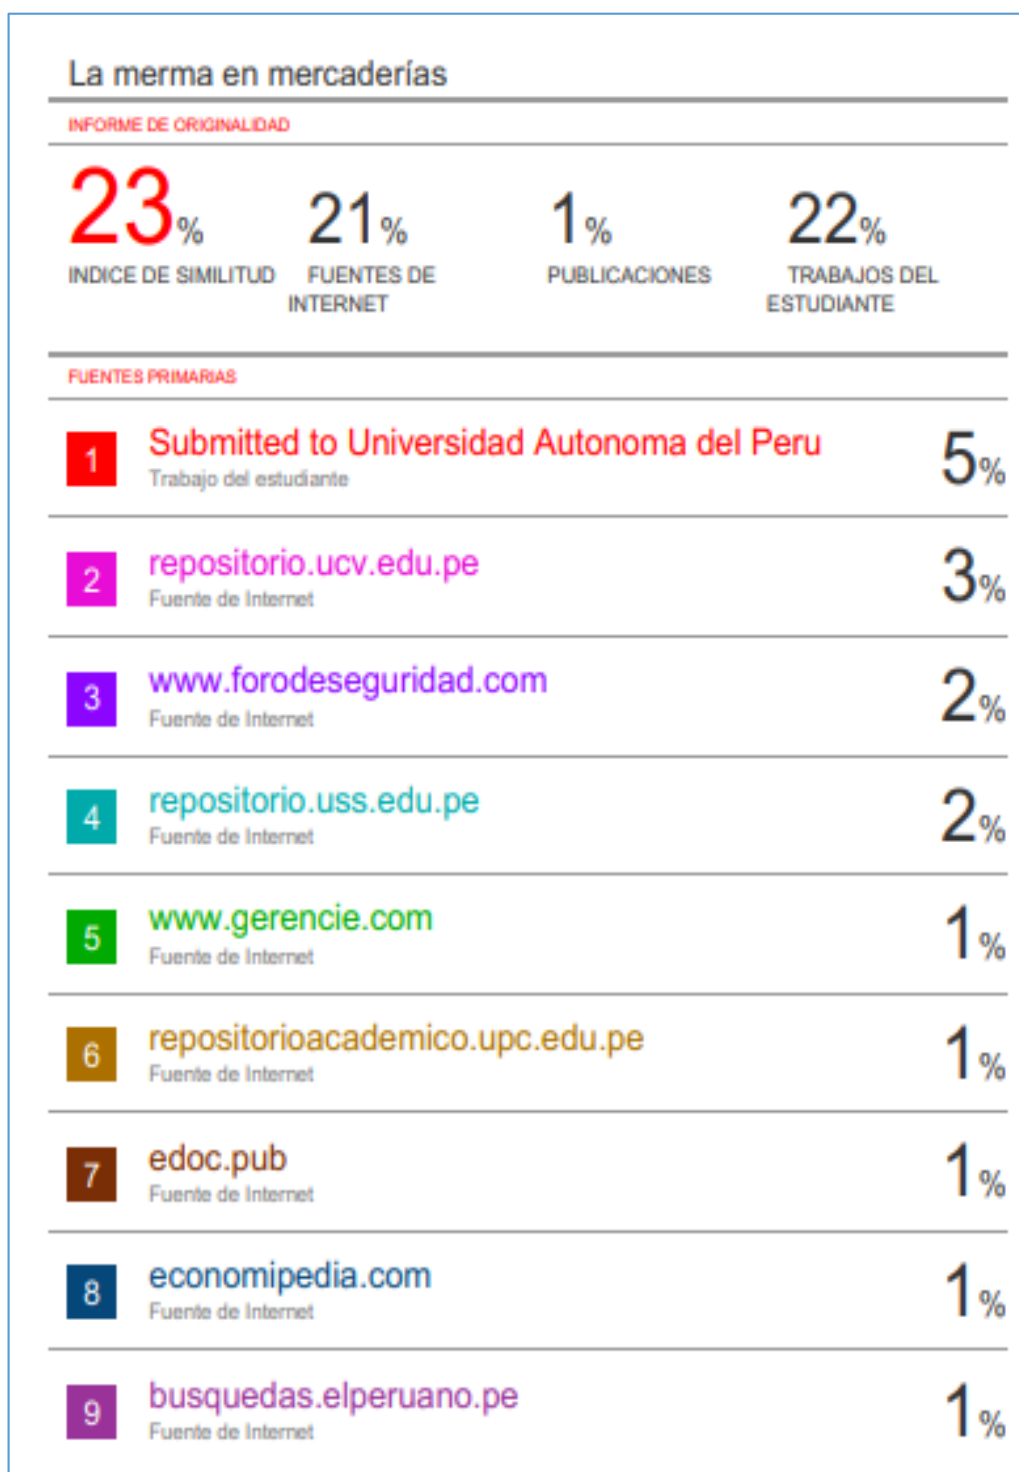 La merma en mercaderías
INFORME DE ORIGINALIDAD
23% 21% 1% 22%
INDICE DE SIMILITUD FUENTES DE INTERNET PUBLICACIONES TRABAJOS DEL ESTUDIANTE
FUENTES PRIMARIAS
1 Submitted to Universidad Autonoma del Peru 5%
Trabajo del estudiante
2 repositorio.ucv.edu.pe 3%
Fuente de Internet
3 www.forodeseguridad.com 2%
Fuente de Internet
4 repositorio.uss.edu.pe 2%
Fuente de Internet
5 www.gerencie.com 1%
Fuente de Internet
6 repositorioacademico.upc.edu.pe 1%
Fuente de Internet
7 edoc.pub 1%
Fuente de Internet
8 economipedia.com 1%
Fuente de Internet
9 busquedas.elperuano.pe 1%
Fuente de Internet